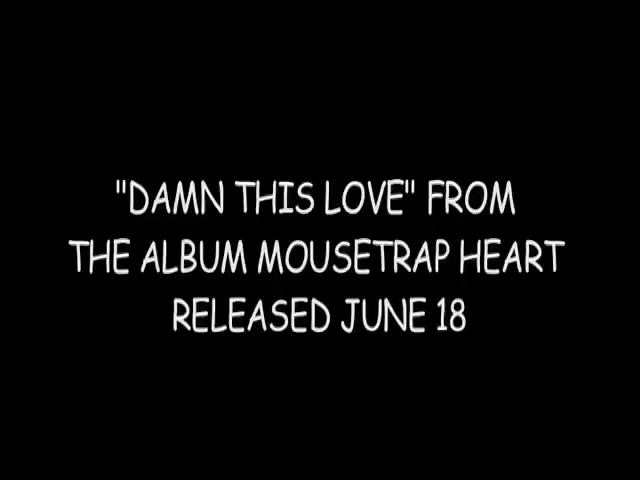 "DAMN THIS LOVE" FROM
THE ALBUM MOUSETRAP HEART
RELEASED JUNE 18